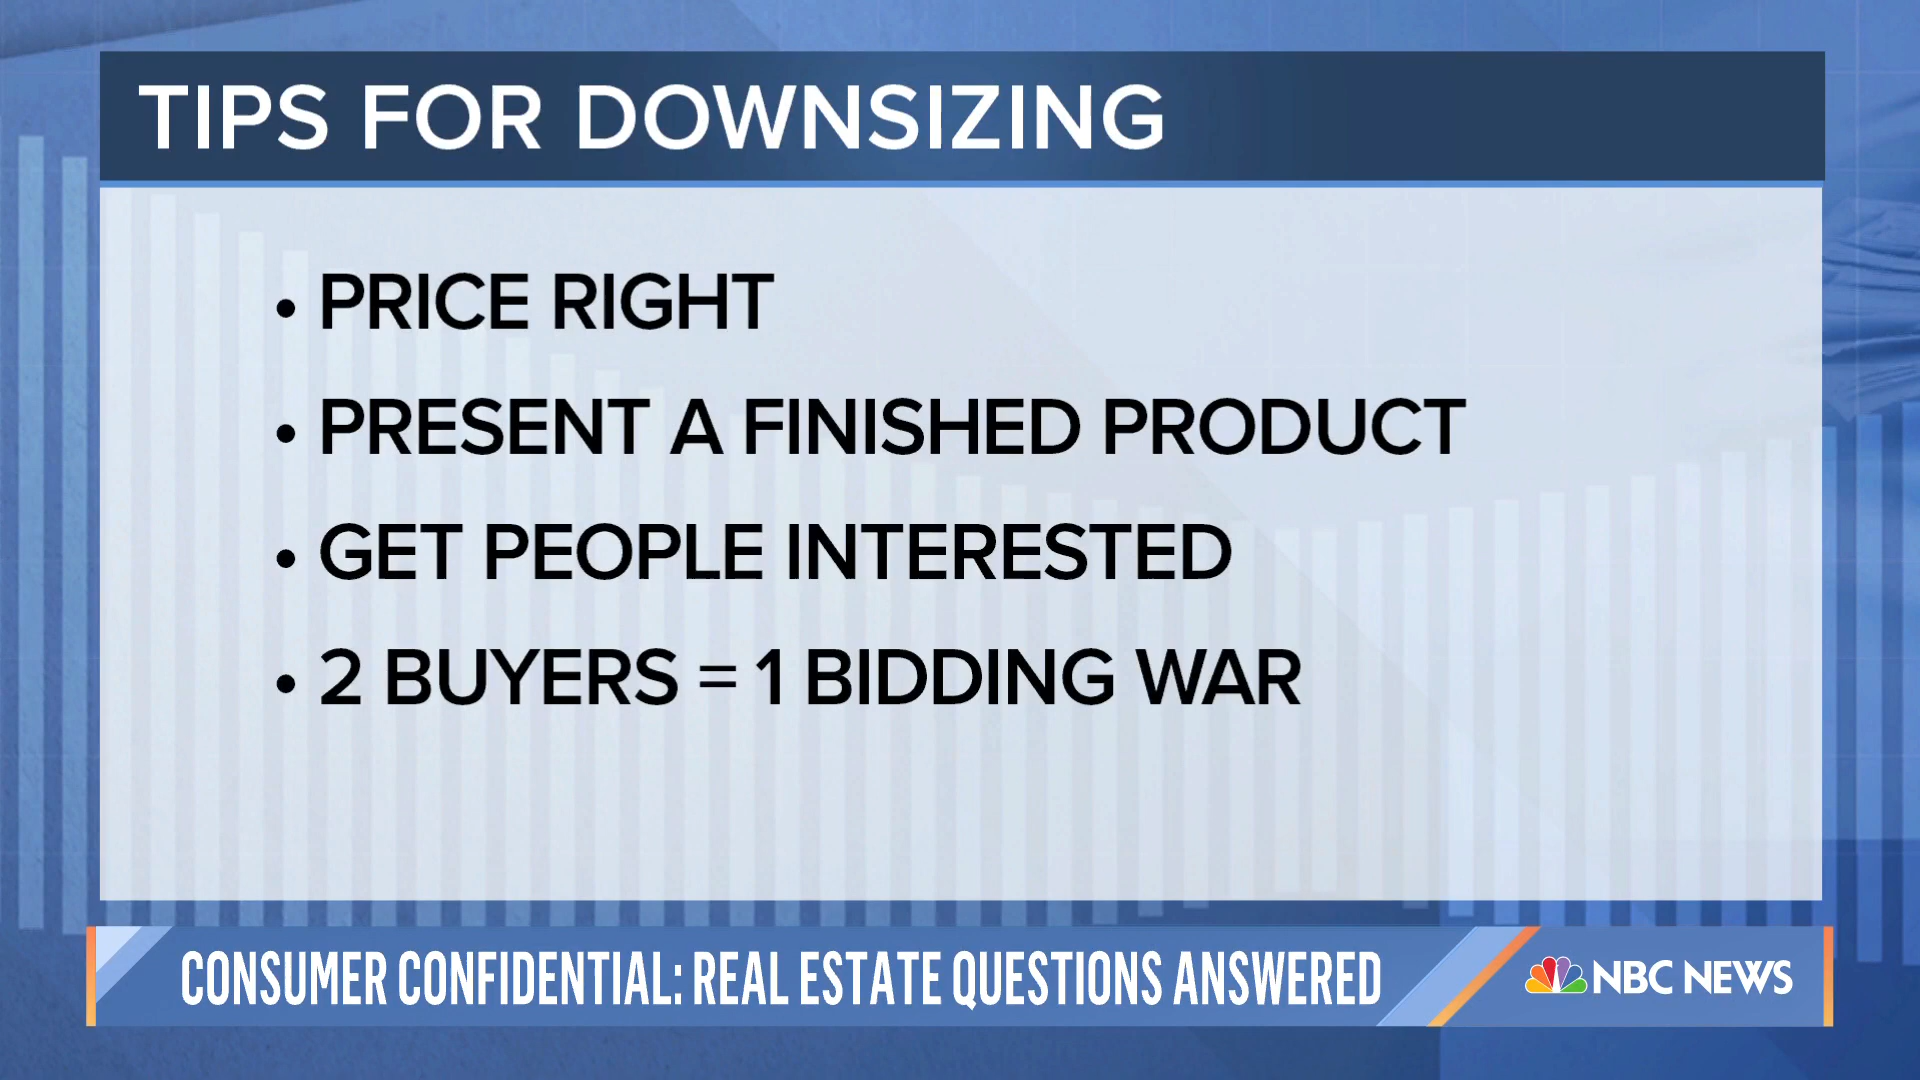 TIPS FOR DOWNSIZING
• PRICE RIGHT
• PRESENT A FINISHED PRODUCT
• GET PEOPLE INTERESTED
• 2 BUYERS = 1 BIDDING WAR
CONSUMER CONFIDENTIAL: REAL ESTATE QUESTIONS ANSWERED
NBC NEWS